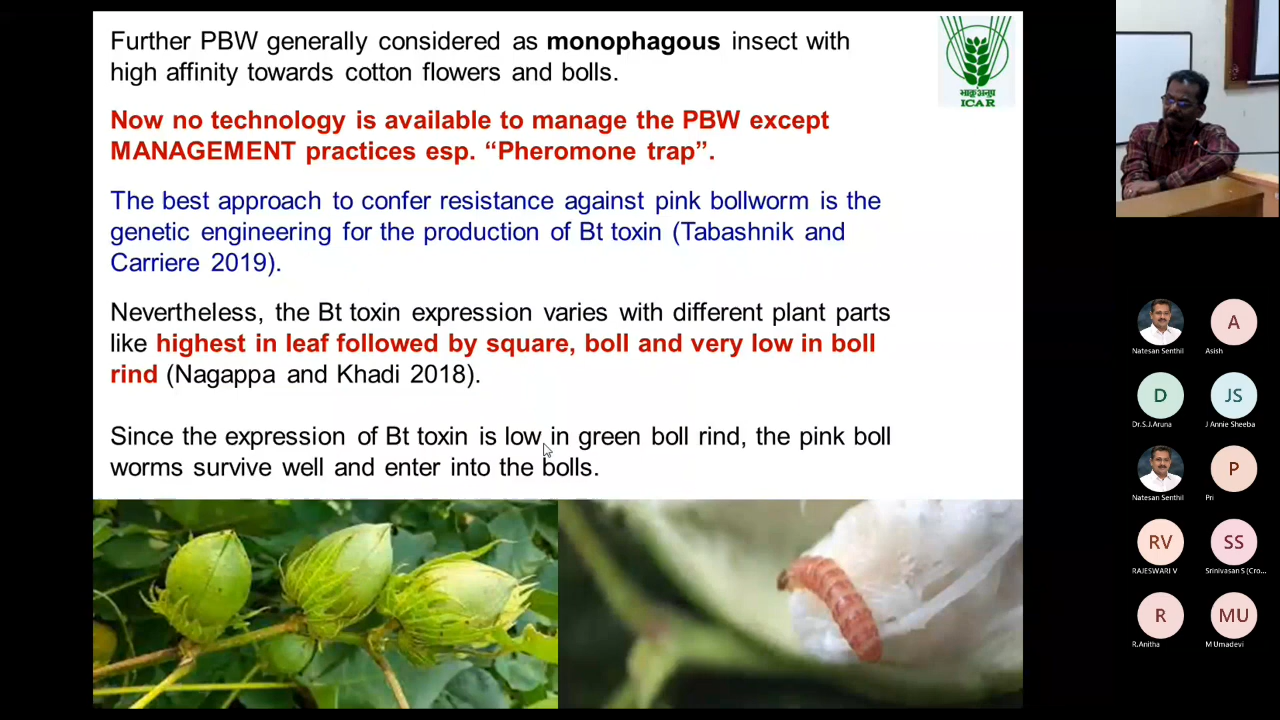 Further PBW generally considered as monophagous insect with
high affinity towards cotton flowers and bolls.
Now no technology is available to manage the PBW except
MANAGEMENT practices esp. “Pheromone trap”.
The best approach to confer resistance against pink bollworm is the
genetic engineering for the production of Bt toxin (Tabashnik and
Carriere 2019).
Nevertheless, the Bt toxin expression varies with different plant parts
like highest in leaf followed by square, boll and very low in boll
rind (Nagappa and Khadi 2018).
Since the expression of Bt toxin is low in green boll rind, the pink boll
worms survive well and enter into the bolls.
भाकृअनुप
ICAR
Natesan Senthil
A
Asish
D
Dr.S.J.Aruna
JS
J Annie Sheeba
Natesan Senthil
P
Pri
RV
RAJESWARI V
SS
Srinivasan S (Cro...
R
R.Anitha
MU
M Umadevi